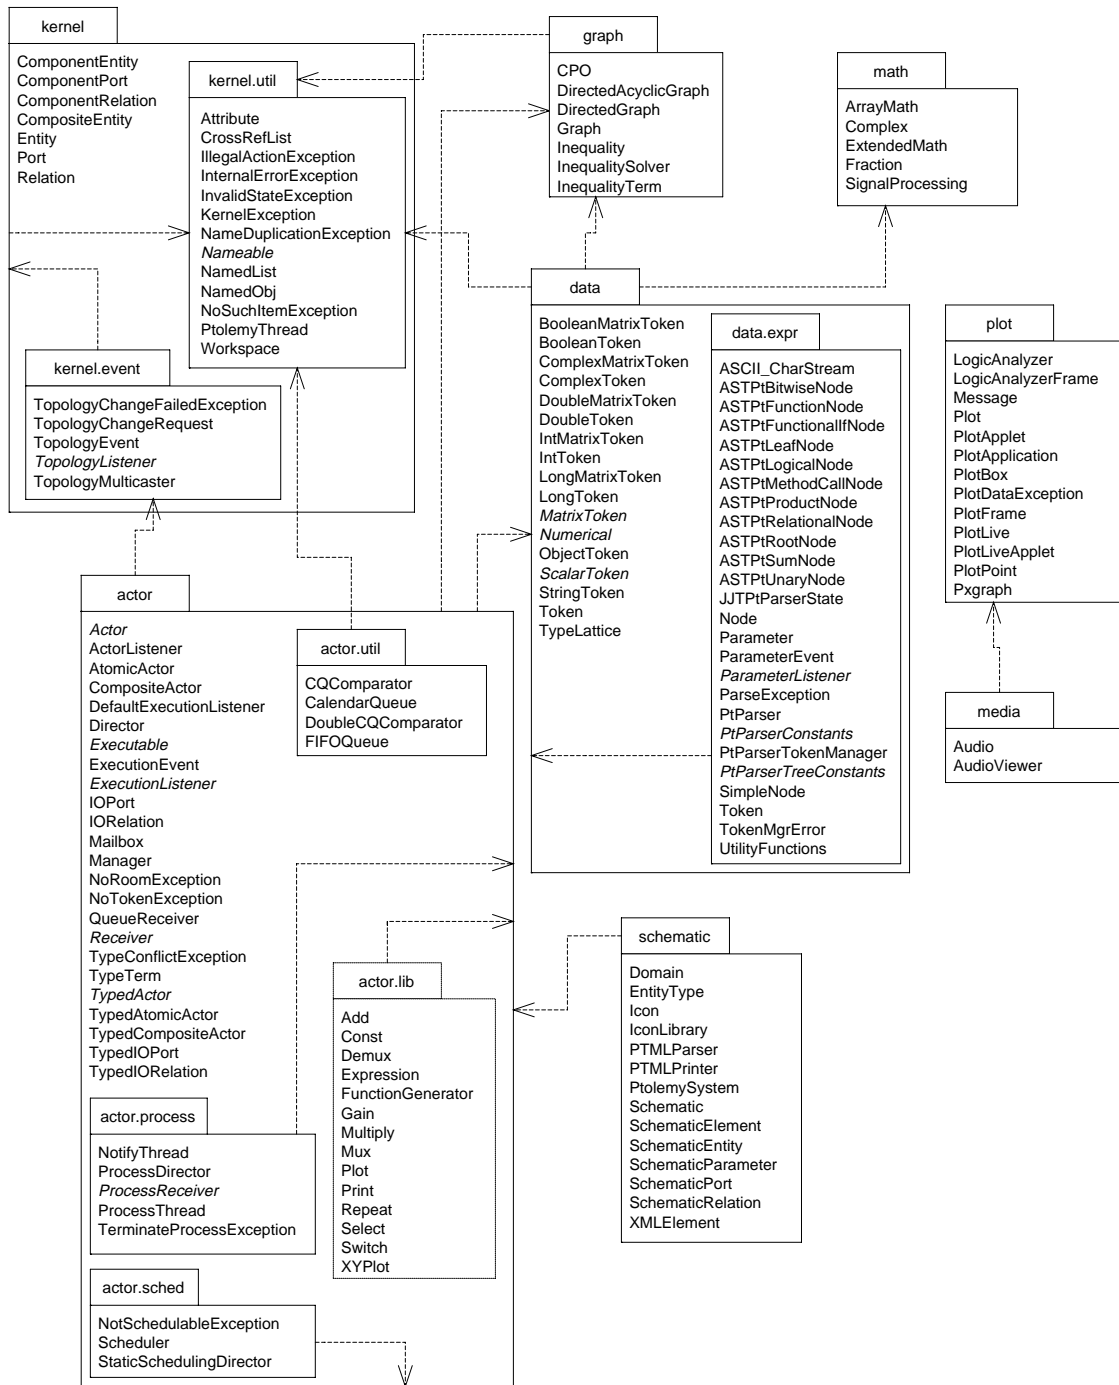 kernel
ComponentEntity
ComponentPort
ComponentRelation
CompositeEntity
Entity
Port
Relation
kernel.util
Attribute
CrossRefList
IllegalActionException
InternalErrorException
InvalidStateException
KernelException
NameDuplicationException
Nameable
NamedList
NamedObj
NoSuchItemException
PtolemyThread
Workspace
kernel.event
TopologyChangeFailedException
TopologyChangeRequest
TopologyEvent
TopologyListener
TopologyMulticaster
graph
CPO
DirectedAcyclicGraph
DirectedGraph
Graph
Inequality
InequalitySolver
InequalityTerm
math
ArrayMath
Complex
ExtendedMath
Fraction
SignalProcessing
data
BooleanMatrixToken
BooleanToken
ComplexMatrixToken
ComplexToken
DoubleMatrixToken
DoubleToken
IntMatrixToken
IntToken
LongMatrixToken
LongToken
MatrixToken
Numerical
ObjectToken
ScalarToken
StringToken
Token
TypeLattice
data.expr
ASCII_CharStream
ASTPtBitwiseNode
ASTPtFunctionNode
ASTPtFunctionalIfNode
ASTPtLeafNode
ASTPtLogicalNode
ASTPtMethodCallNode
ASTPtProductNode
ASTPtRelationalNode
ASTPtRootNode
ASTPtSumNode
ASTPtUnaryNode
JJTPtParserState
Node
Parameter
ParameterEvent
ParameterListener
ParseException
PtParser
PtParserConstants
PtParserTokenManager
PtParserTreeConstants
SimpleNode
Token
TokenMgrError
UtilityFunctions
plot
LogicAnalyzer
LogicAnalyzerFrame
Message
Plot
PlotApplet
PlotApplication
PlotBox
PlotDataException
PlotFrame
PlotLive
PlotLiveApplet
PlotPoint
Pxgraph
media
Audio
AudioViewer
actor
Actor
ActorListener
AtomicActor
CompositeActor
DefaultExecutionListener
Director
Executable
ExecutionEvent
ExecutionListener
IOPort
IORelation
Mailbox
Manager
NoRoomException
NoTokenException
QueueReceiver
Receiver
TypeConflictException
TypeTerm
TypedActor
TypedAtomicActor
TypedCompositeActor
TypedIOPort
TypedIORelation
actor.util
CQComparator
CalendarQueue
DoubleCQComparator
FIFOQueue
actor.lib
Add
Const
Demux
Expression
FunctionGenerator
Gain
Multiply
Mux
Plot
Print
Repeat
Select
Switch
XYPlot
schematic
Domain
EntityType
Icon
IconLibrary
PTMLParser
PTMLPrinter
PtolemySystem
Schematic
SchematicElement
SchematicEntity
SchematicParameter
SchematicPort
SchematicRelation
XMLElement
actor.process
NotifyThread
ProcessDirector
ProcessReceiver
ProcessThread
TerminateProcessException
actor.sched
NotSchedulableException
Scheduler
StaticSchedulingDirector